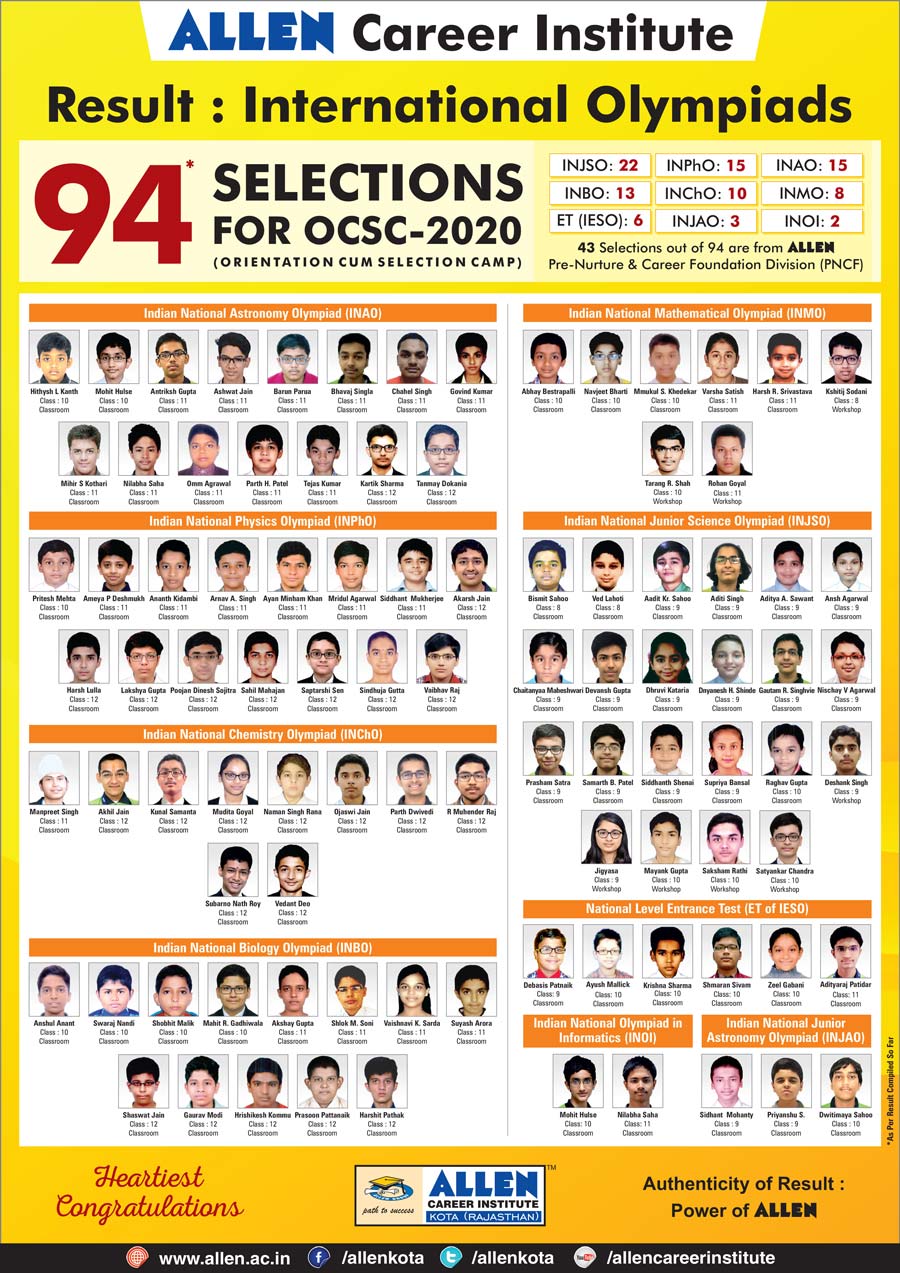 ALLEN Career Institute
Result : International Olympiads
94*
SELECTIONS
FOR OCSC-2020
(ORIENTATION CUM SELECTION CAMP)
INJSO: 22
INPhO: 15
INAO: 15
INBO: 13
INChO: 10
INMO: 8
ET (IESO): 6
INJAO: 3
INOI: 2
43 Selections out of 94 are from ALLEN
Pre-Nurture & Career Foundation Division (PNCF)
Indian National Astronomy Olympiad (INAO)
Hithysh L Kanth Mohit Hulse Antriksh Gupta Ashwat Jain Barun Parua Bhavaj Singla Chahel Singh Govind Kumar
Class : 10 Class : 10 Class : 11 Class : 11 Class : 11 Class : 11 Class : 11 Class : 11
Classroom Classroom Classroom Classroom Classroom Classroom Classroom Classroom
Mihir S Kothari Nilabha Saha Omm Agrawal Parth H. Patel Tejas Kumar Kartik Sharma Tanmay Dokania
Class : 11 Class : 11 Class : 11 Class : 11 Class : 11 Class : 12 Class : 12
Classroom Classroom Classroom Classroom Classroom Classroom Classroom
Indian National Physics Olympiad (INPhO)
Pritesh Mehta Ameya P Deshmukh Ananth Kidambi Arnav A. Singh Ayan Minham Khan Mridul Agarwal Siddhant Mukherjee Akarsh Jain
Class : 10 Class : 11 Class : 11 Class : 11 Class : 11 Class : 11 Class : 11 Class : 12
Classroom Classroom Classroom Classroom Classroom Classroom Classroom Classroom
Harsh Lulla Lakshya Gupta Poojan Dinesh Sojitra Sahil Mahajan Saptarshi Sen Sindhuja Gutta Vaibhav Raj
Class : 12 Class : 12 Class : 12 Class : 12 Class : 12 Class : 12 Class : 12
Classroom Classroom Classroom Classroom Classroom Classroom Classroom
Indian National Chemistry Olympiad (INChO)
Manpreet Singh Akhil Jain Kunal Samanta Mudita Goyal Naman Singh Rana Ojaswi Jain Parth Dwivedi R Muhender Raj
Class : 11 Class : 12 Class : 12 Class : 12 Class : 12 Class : 12 Class : 12 Class : 12
Classroom Classroom Classroom Classroom Classroom Classroom Classroom Classroom
Subarno Nath Roy Vedant Deo
Class : 12 Class : 12
Classroom Classroom
Indian National Biology Olympiad (INBO)
Anshul Anant Swaraj Nandi Shobhit Malik Mahit R. Gadhiwala Akshay Gupta Shlok M. Soni Vaishnavi K. Sarda Suyash Arora
Class : 10 Class : 10 Class : 10 Class : 10 Class : 11 Class : 11 Class : 11 Class : 11
Classroom Classroom Classroom Classroom Classroom Classroom Classroom Classroom
Shaswat Jain Gaurav Modi Hrishikesh Kommu Prasoon Pattanaik Harshit Pathak
Class : 12 Class : 12 Class : 12 Class : 12 Class : 12
Classroom Classroom Classroom Classroom Classroom
Indian National Mathematical Olympiad (INMO)
Abhay Bestrapalli Navjeet Bharti Mmukul S. Khedekar Varsha Satish Harsh R. Srivastava Kshitij Sodani
Class : 10 Class : 10 Class : 10 Class : 11 Class : 11 Class : 8
Classroom Classroom Classroom Classroom Classroom Workshop
Tarang R. Shah Rohan Goyal
Class : 10 Class : 11
Workshop Workshop
Indian National Junior Science Olympiad (INJSO)
Bismit Sahoo Ved Lahoti Aadit Kr. Sahoo Aditi Singh Aditya A. Sawant Ansh Agarwal
Class : 8 Class : 8 Class : 9 Class : 9 Class : 9 Class : 9
Classroom Classroom Classroom Classroom Classroom Classroom
Chaitanyaa Maheshwari Devansh Gupta Dhruvi Kataria Dnyanesh H. Shinde Gautam R. Singhvie Nischay V Agarwal
Class : 9 Class : 9 Class : 9 Class : 9 Class : 9 Class : 9
Classroom Classroom Classroom Classroom Classroom Classroom
Prasham Satra Samarth B. Patel Siddhanth Shenai Supriya Bansal Raghav Gupta Deshank Singh
Class : 9 Class : 9 Class : 9 Class : 9 Class : 10 Class : 9
Classroom Classroom Classroom Classroom Classroom Workshop
Jigyasa Mayank Gupta Saksham Rathi Satyankar Chandra
Class : 9 Class : 10 Class : 10 Class : 10
Workshop Workshop Workshop Workshop
National Level Entrance Test (ET of IESO)
Debasis Patnaik Ayush Mallick Krishna Sharma Shmaran Sivam Zoel Gabani Adityaraj Patidar
Class: 9 Class: 10 Class: 10 Class: 10 Class: 10 Class: 11
Classroom Classroom Classroom Classroom Classroom Classroom
Indian National Olympiad in
Informatics (INOI)
Mohit Hulse Nilabha Saha
Class: 10 Class: 11
Classroom Classroom
Indian National Junior
Astronomy Olympiad (INJAO)
Sidhant Mohanty Priyanshu S. Dwitimaya Sahoo
Class : 9 Class : 9 Class : 10
Classroom Classroom Classroom
*As Per Result Compiled So Far
Heartiest
Congratulations
path to success
ALLEN™
CAREER INSTITUTE
KOTA (RAJASTHAN)
Authenticity of Result :
Power of ALLEN
www.allen.ac.in /allenkota /allenkota /allencareerinstitute